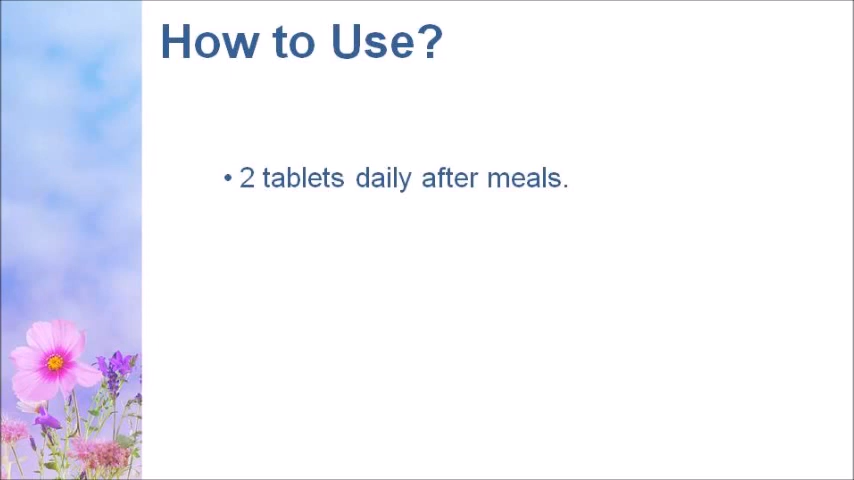 How to Use?
• 2 tablets daily after meals.